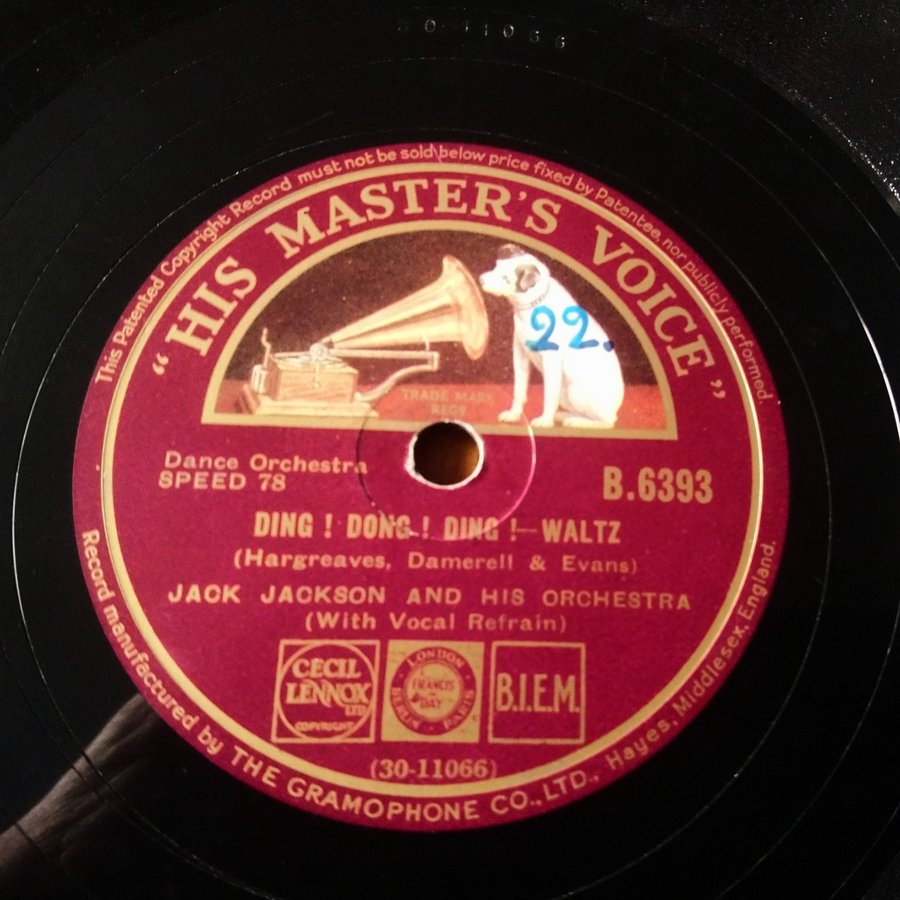 30-11066
This Patented Copyright Record must not be sold below price fixed by Patentee, nor publicly performed.
"HIS MASTER'S VOICE"
22.
TRADE MARK
REGD
Dance Orchestra
SPEED 78
B.6393
DING ! DONG ! DING !—WALTZ
(Hargreaves, Damerell & Evans)
JACK JACKSON AND HIS ORCHESTRA
(With Vocal Refrain)
CECIL
LENNOX
LTD.
COPYRIGHT
LONDON
FRANCIS
DAY
BERLIN PARIS
B.I.E.M.
(30-11066)
Record manufactured by THE GRAMOPHONE CO.,LTD., Hayes, Middlesex, England.